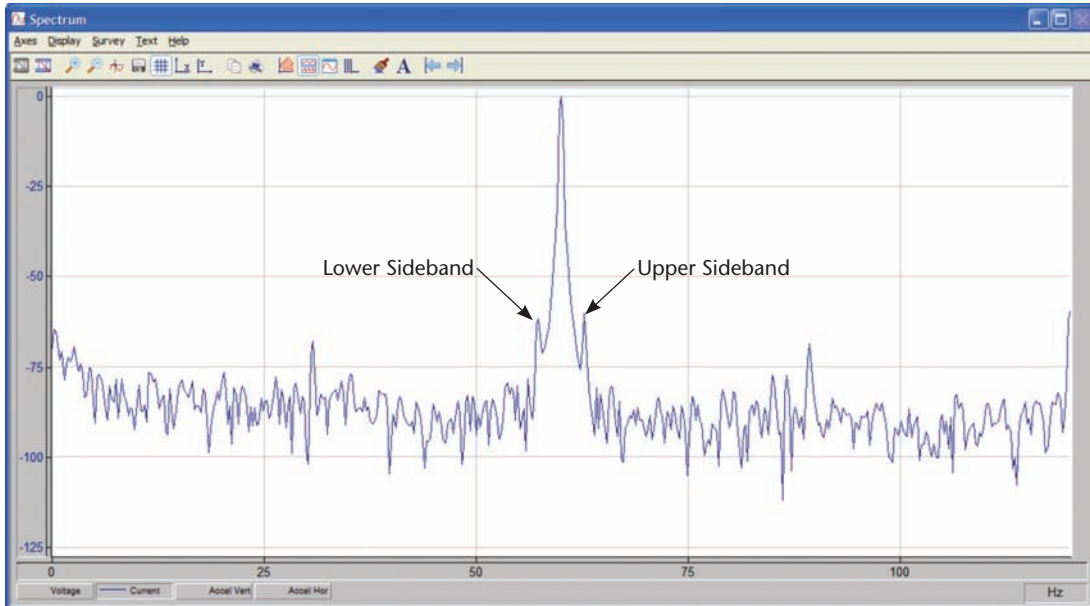 Spectrum
Axes Display Survey Text Help
0
-25
-50
Lower Sideband
Upper Sideband
-75
-100
-125
0 25 50 75 100
Voltage Current Accel Vert Accel Hor Hz